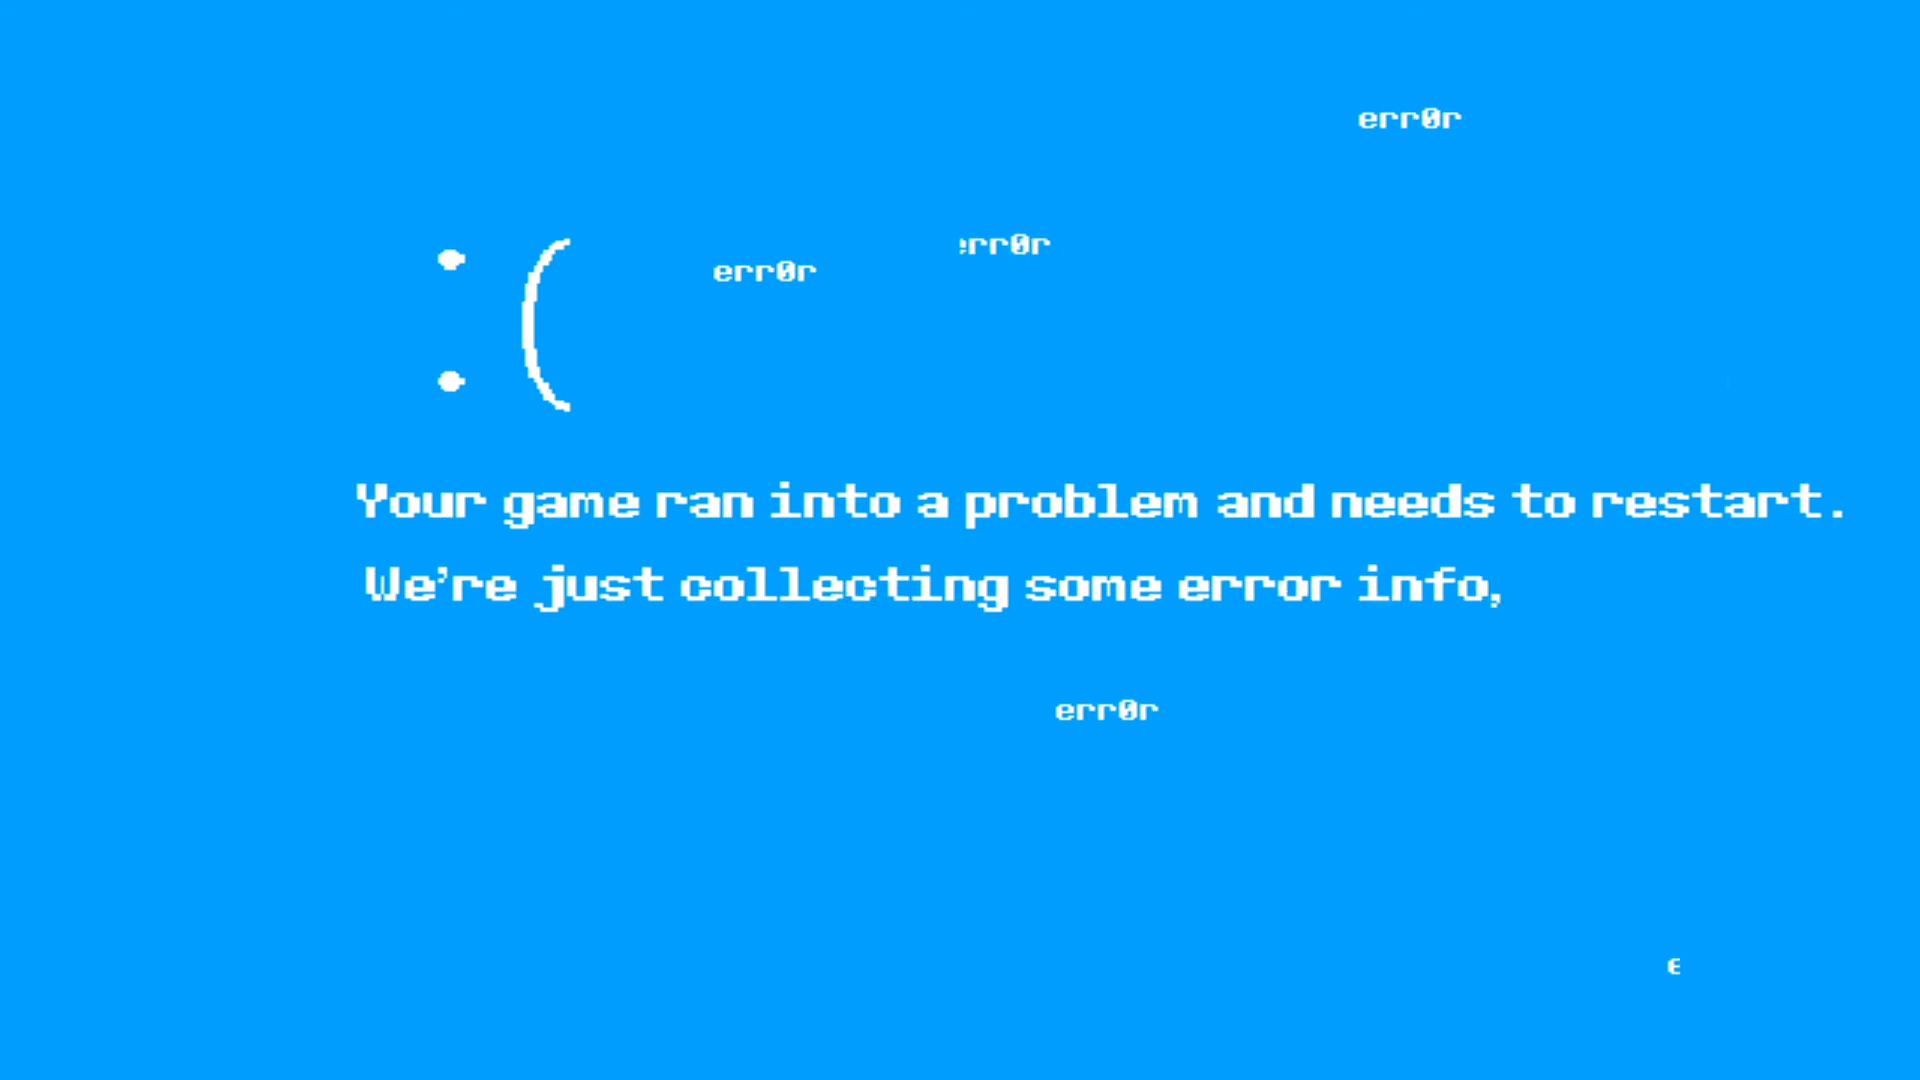 err0r
err0r
err0r
:(
Your game ran into a problem and needs to restart.
We’re just collecting some error info,
err0r